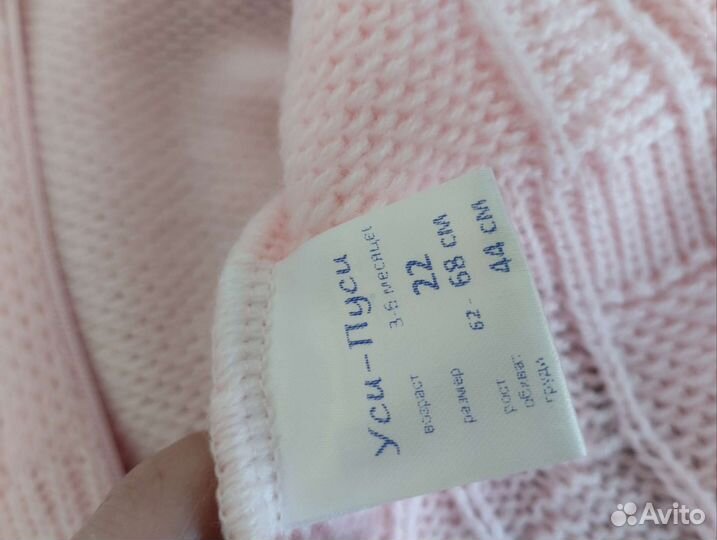 Уси-Пуси
возраст 3-6 месяцев
размер 22
рост 62-68 см
обхват
груди 44 см
Avito